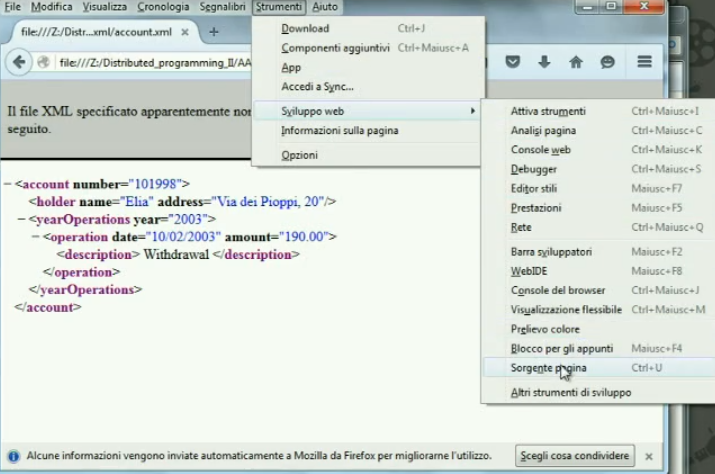 File Modifica Visualizza Cronologia Segnalibri Strumenti Aiuto
file:///Z:/Distr...xml/account.xml × +
file:///Z:/Distributed_programming_II/AA
Download Ctrl+J
Componenti aggiuntivi Ctrl+Maiusc+A
App
Accedi a Sync...
Sviluppo web
Informazioni sulla pagina
Opzioni
Attiva strumenti Ctrl+Maiusc+I
Analisi pagina Ctrl+Maiusc+C
Console web Ctrl+Maiusc+K
Debugger Ctrl+Maiusc+S
Editor stili Maiusc+F7
Prestazioni Maiusc+F5
Rete Ctrl+Maiusc+Q
Barra sviluppatori Maiusc+F2
WebIDE Maiusc+F8
Console del browser Ctrl+Maiusc+J
Visualizzazione flessibile Ctrl+Maiusc+M
Prelievo colore
Blocco per gli appunti Maiusc+F4
Sorgente pagina Ctrl+U
Altri strumenti di sviluppo
Il file XML specificato apparentemente non
seguito.
−<account number="101998">
<holder name="Elia" address="Via dei Pioppi, 20"/>
−<yearOperations year="2003">
−<operation date="10/02/2003" amount="190.00">
<description> Withdrawal </description>
</operation>
</yearOperations>
</account>
Alcune informazioni vengono inviate automaticamente a Mozilla da Firefox per migliorarne l'utilizzo. Scegli cosa condividere ×